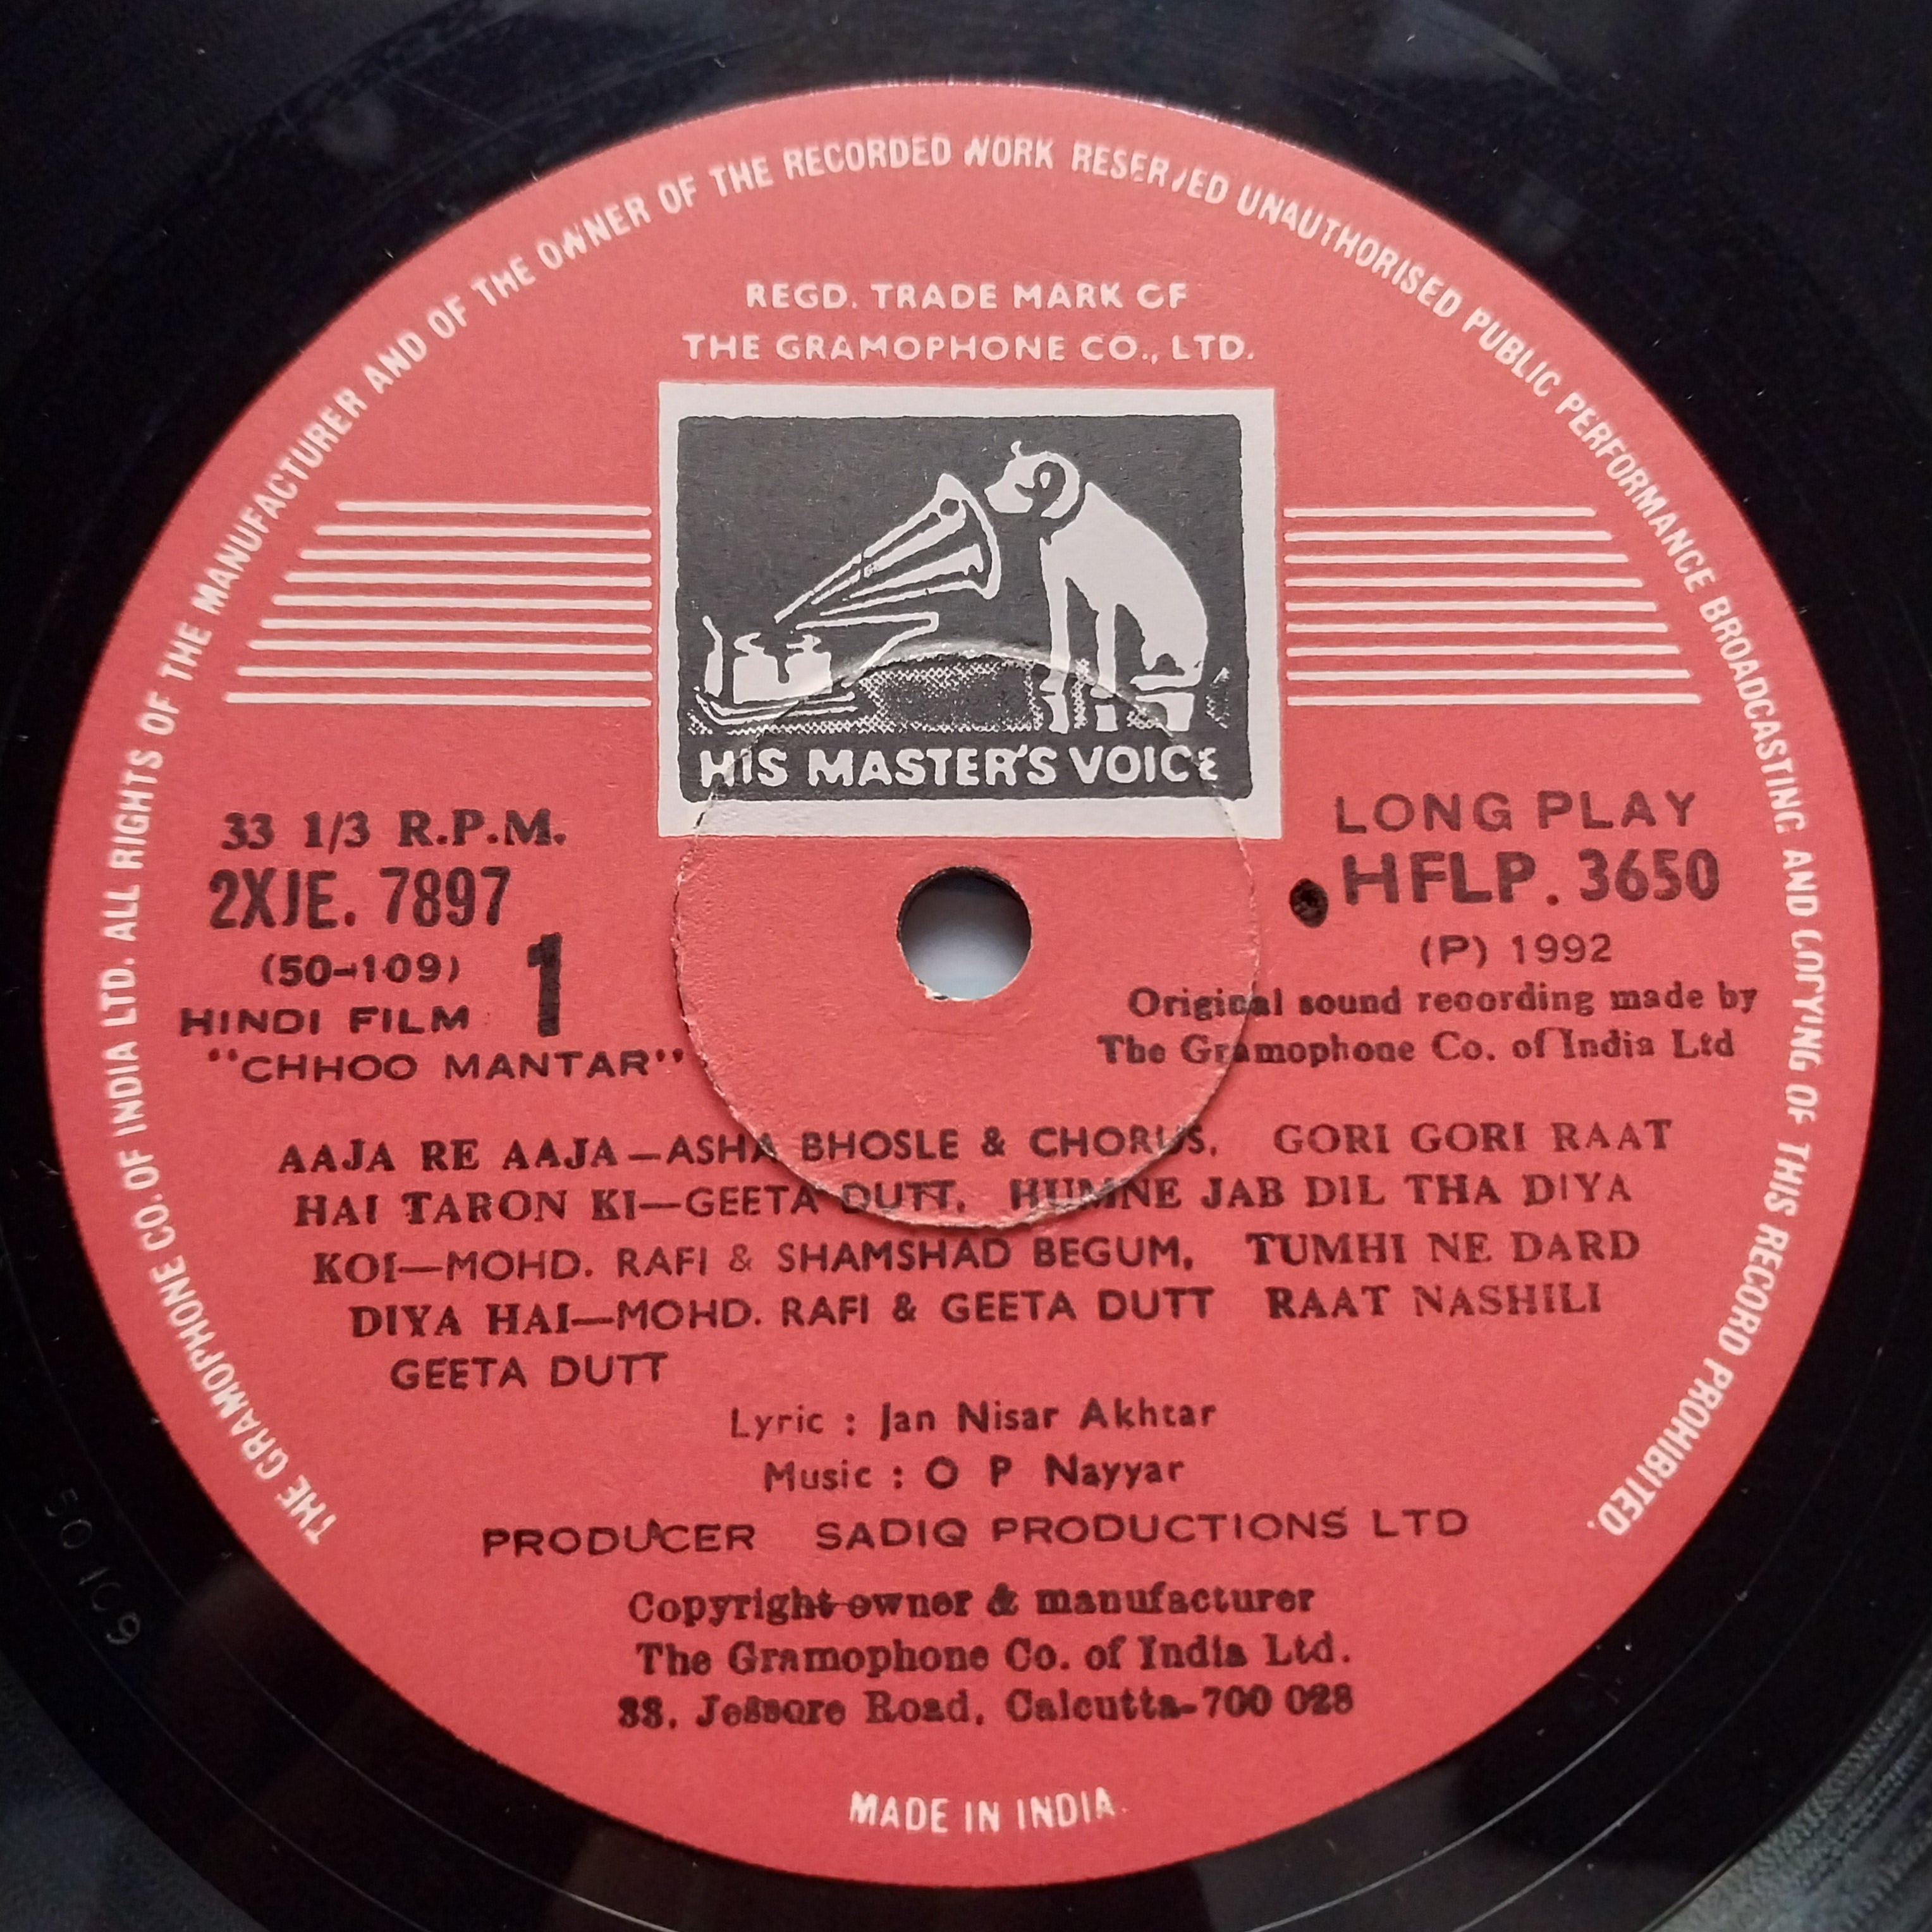 THE GRAMOPHONE CO. OF INDIA LTD. ALL RIGHTS OF THE MANUFACTURER AND OF THE OWNER OF THE RECORDED WORK RESERVED UNAUTHORISED PUBLIC PERFORMANCE BROADCASTING AND COPYING OF THIS RECORD PROHIBITED.
REGD. TRADE MARK OF
THE GRAMOPHONE CO., LTD.
HIS MASTER'S VOICE
33 1/3 R.P.M.
2XJE. 7897
(50-109)
1
HINDI FILM
"CHHOO MANTAR"
LONG PLAY
HFLP. 3650
(P) 1992
Original sound recording made by
The Gramophone Co. of India Ltd
AAJA RE AAJA—ASHA BHOSLE & CHORUS, GORI GORI RAAT
HAI TARON KI—GEETA DUTT, HUMNE JAB DIL THA DIYA
KOI—MOHD. RAFI & SHAMSHAD BEGUM, TUMHI NE DARD
DIYA HAI—MOHD. RAFI & GEETA DUTT RAAT NASHILI
GEETA DUTT
Lyric : Jan Nisar Akhtar
Music : O P Nayyar
PRODUCER SADIQ PRODUCTIONS LTD
Copyright owner & manufacturer
The Gramophone Co. of India Ltd.
33, Jessore Road, Calcutta-700 028
MADE IN INDIA.
50109